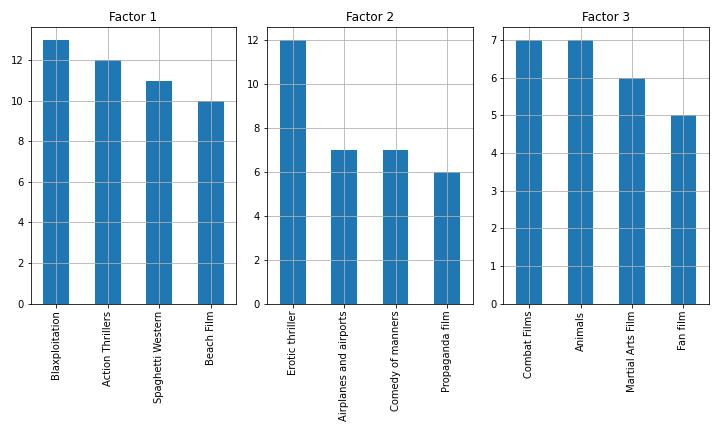 Factor 1
12
10
8
6
4
2
0
Blaxploitation
Action Thrillers
Spaghetti Western
Beach Film
Factor 2
12
10
8
6
4
2
0
Erotic thriller
Airplanes and airports
Comedy of manners
Propaganda film
Factor 3
7
6
5
4
3
2
1
0
Combat Films
Animals
Martial Arts Film
Fan film